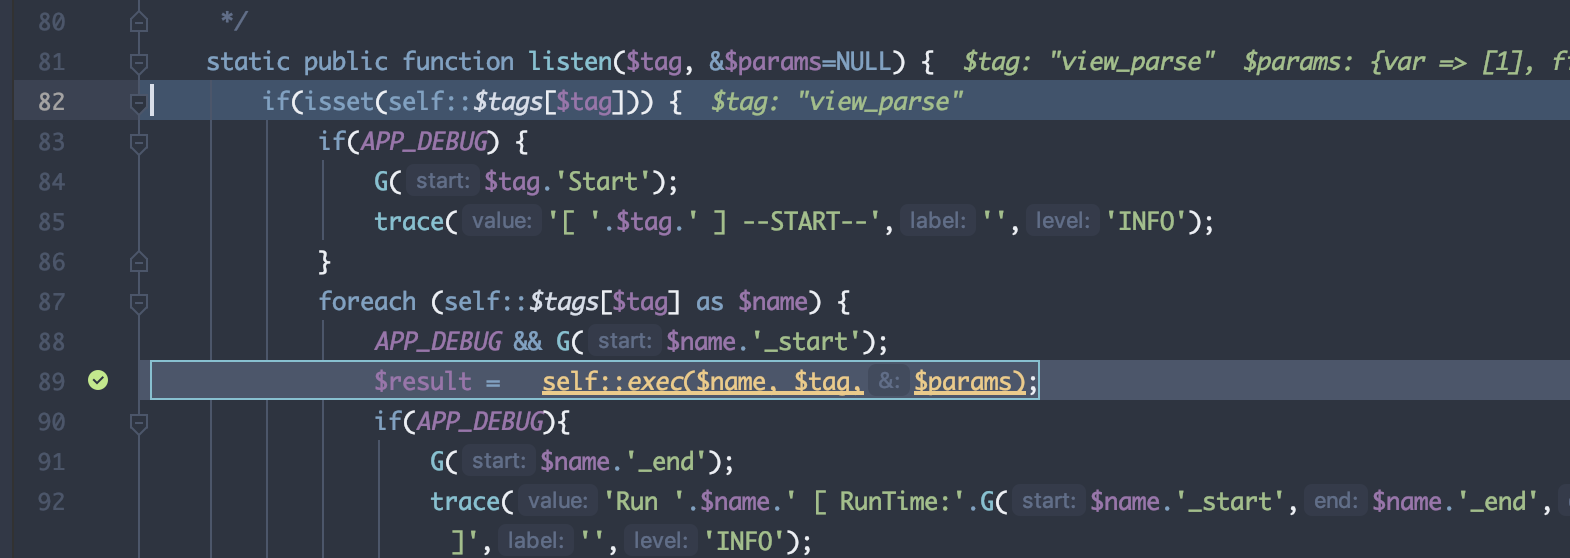 80 */
81 static public function listen($tag, &$params=NULL) { $tag: "view_parse" $params: {var => [1], f
82 if(isset(self::$tags[$tag])) { $tag: "view_parse"
83 if(APP_DEBUG) {
84 G( start: $tag.'Start');
85 trace( value: '[ '.$tag.' ] --START--', label: '', level: 'INFO');
86 }
87 foreach (self::$tags[$tag] as $name) {
88 APP_DEBUG && G( start: $name.'_start');
89 $result = self::exec($name, $tag, &: $params);
90 if(APP_DEBUG){
91 G( start: $name.'_end');
92 trace( value: 'Run '.$name.' [ RunTime:'.G( start: $name.'_start', end: $name.'_end',
]', label: '', level: 'INFO');